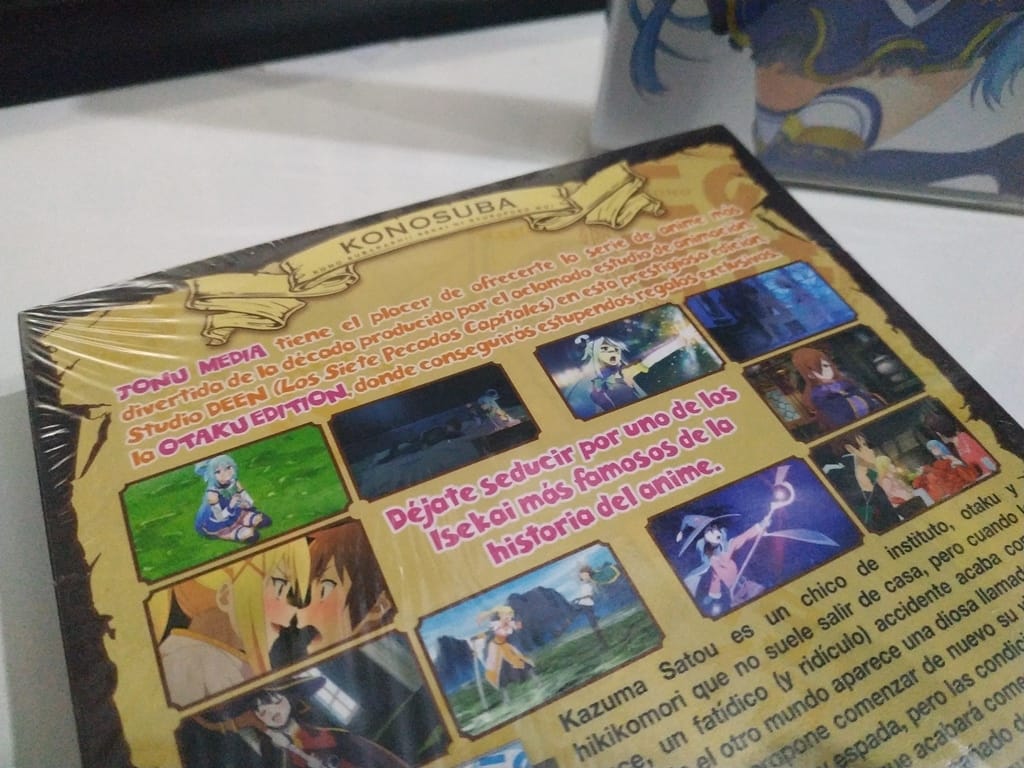 KONOSUBA
JONU MEDIA tiene el placer de ofrecerte la serie de anime más
divertida de la década producida por el aclamado estudio de animación
Studio DEEN (Los Siete Pecados Capitales) en esta prestigiosa edición,
la OTAKU EDITION, donde conseguirás estupendos regalos exclusivos.
Déjate seducir por uno de los
Isekai más famosos de la
historia del anime.
Kazuma Satou es un chico de instituto, otaku y
hikikomori que no suele salir de casa, pero cuando
un fatídico (y ridículo) accidente acaba con
el otro mundo aparece una diosa llamada
propone comenzar de nuevo su
espada, pero las
que acabará